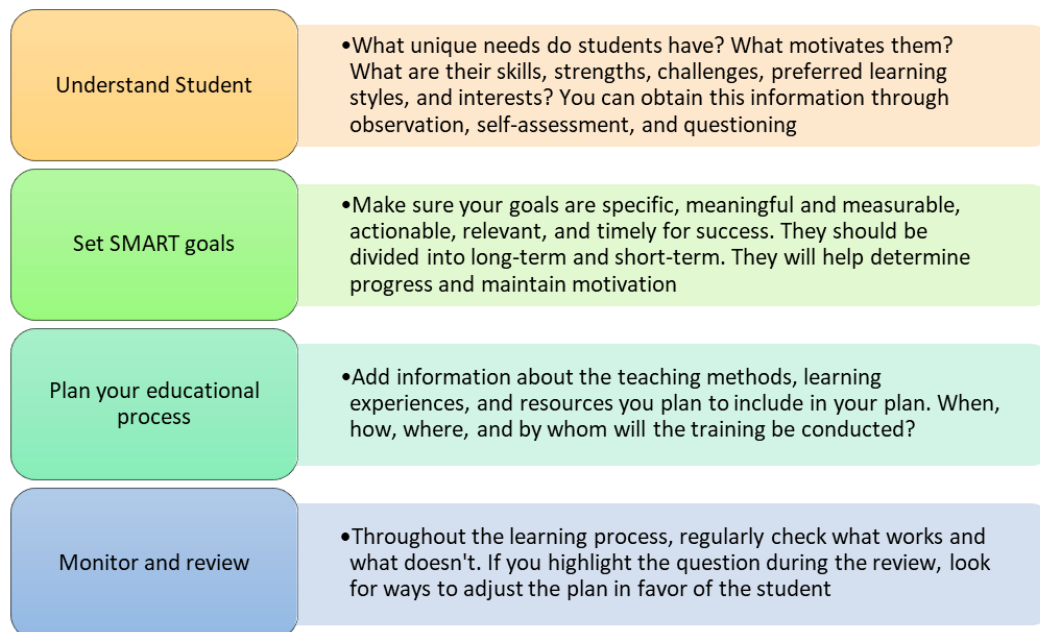 Understand Student
•What unique needs do students have? What motivates them?
What are their skills, strengths, challenges, preferred learning
styles, and interests? You can obtain this information through
observation, self-assessment, and questioning
Set SMART goals
•Make sure your goals are specific, meaningful and measurable,
actionable, relevant, and timely for success. They should be
divided into long-term and short-term. They will help determine
progress and maintain motivation
Plan your educational
process
•Add information about the teaching methods, learning
experiences, and resources you plan to include in your plan. When,
how, where, and by whom will the training be conducted?
Monitor and review
•Throughout the learning process, regularly check what works and
what doesn't. If you highlight the question during the review, look
for ways to adjust the plan in favor of the student